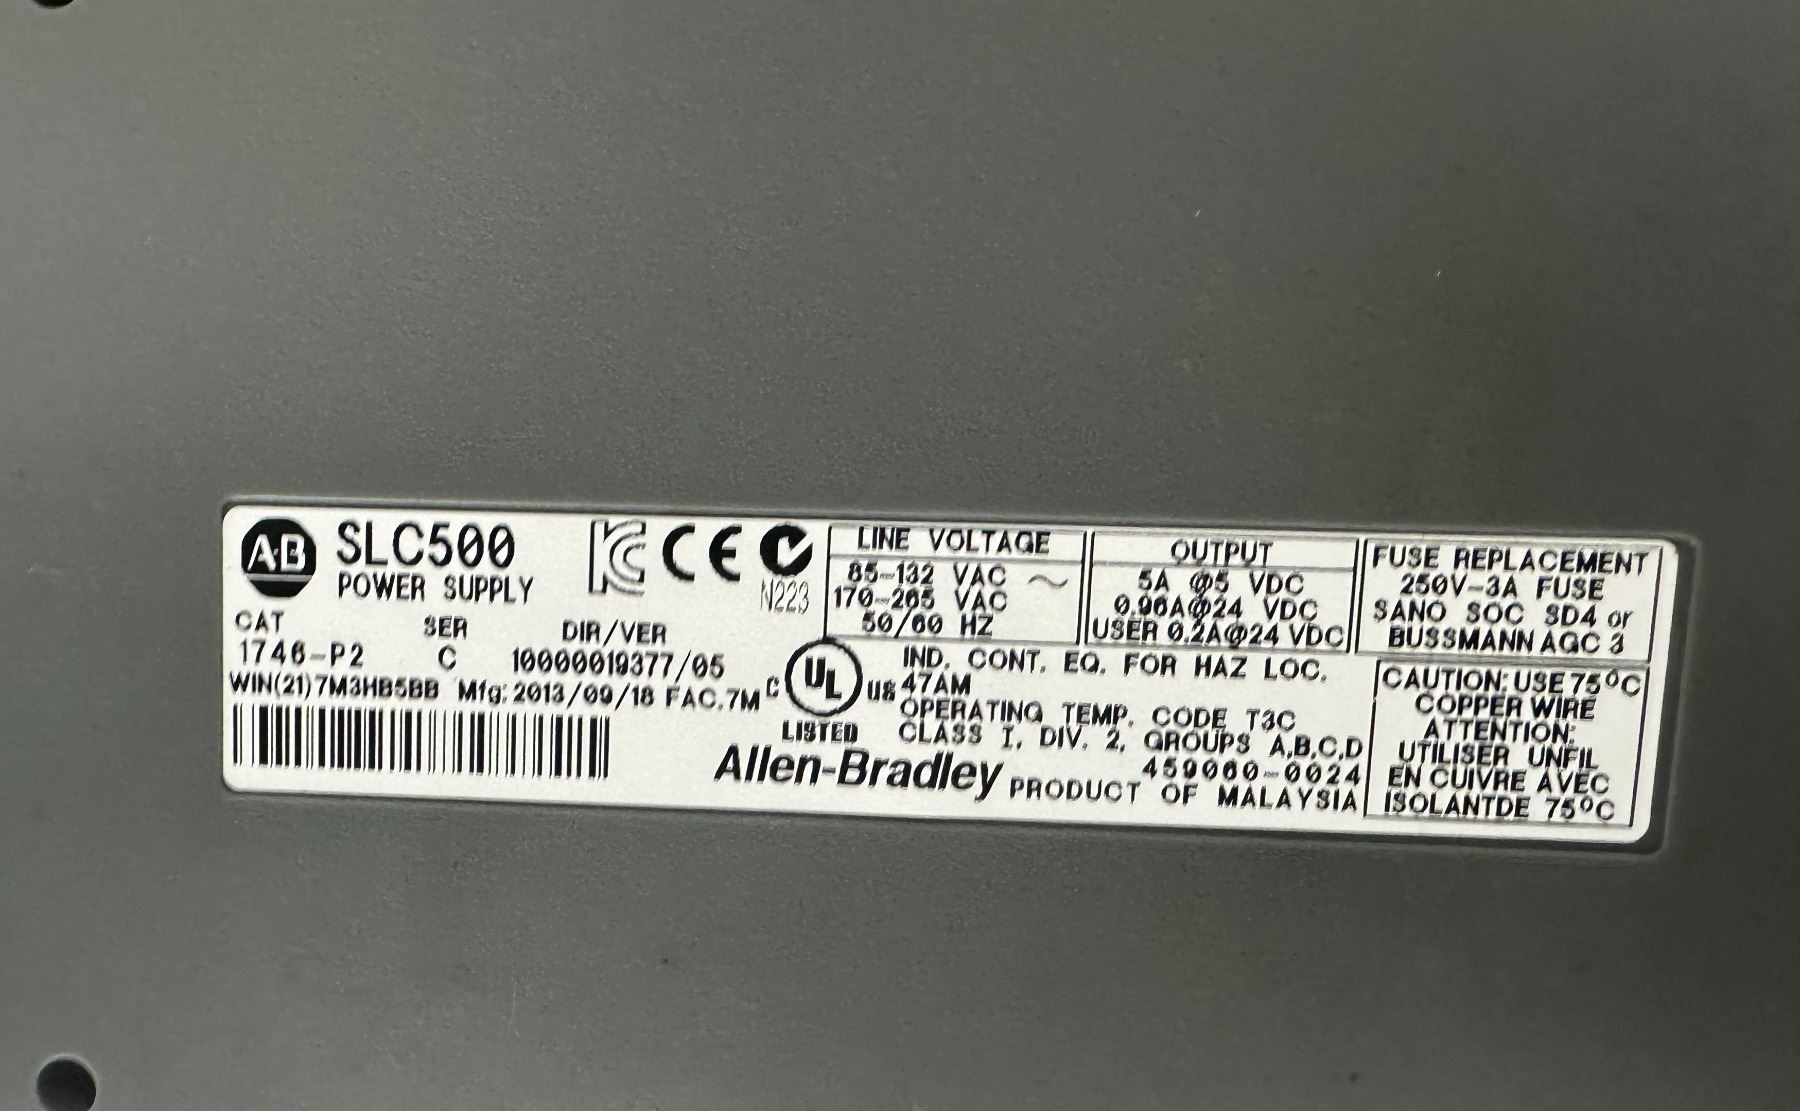 AB SLC500
POWER SUPPLY
CE
N223
CAT SER DIR/VER
1746-P2 C 10000019377/05
WIN(21)7M3HB5BB Mfg: 2013/09/18 FAC.7M
LINE VOLTAGE
85-132 VAC ~
170-265 VAC
50/60 HZ
OUTPUT
5A @5 VDC
0.96A@24 VDC
USER 0.2A@24 VDC
FUSE REPLACEMENT
250V-3A FUSE
SANO SOC SD4 or
BUSSMANN AGC 3
C UL US
LISTED
IND. CONT. EQ. FOR HAZ LOC.
47AM
OPERATING TEMP. CODE T3C
CLASS I, DIV. 2, GROUPS A,B,C,D
459060-0024
Allen-Bradley PRODUCT OF MALAYSIA
CAUTION: USE 75°C
COPPER WIRE
ATTENTION:
UTILISER UNFIL
EN CUIVRE AVEC
ISOLANTDE 75°C